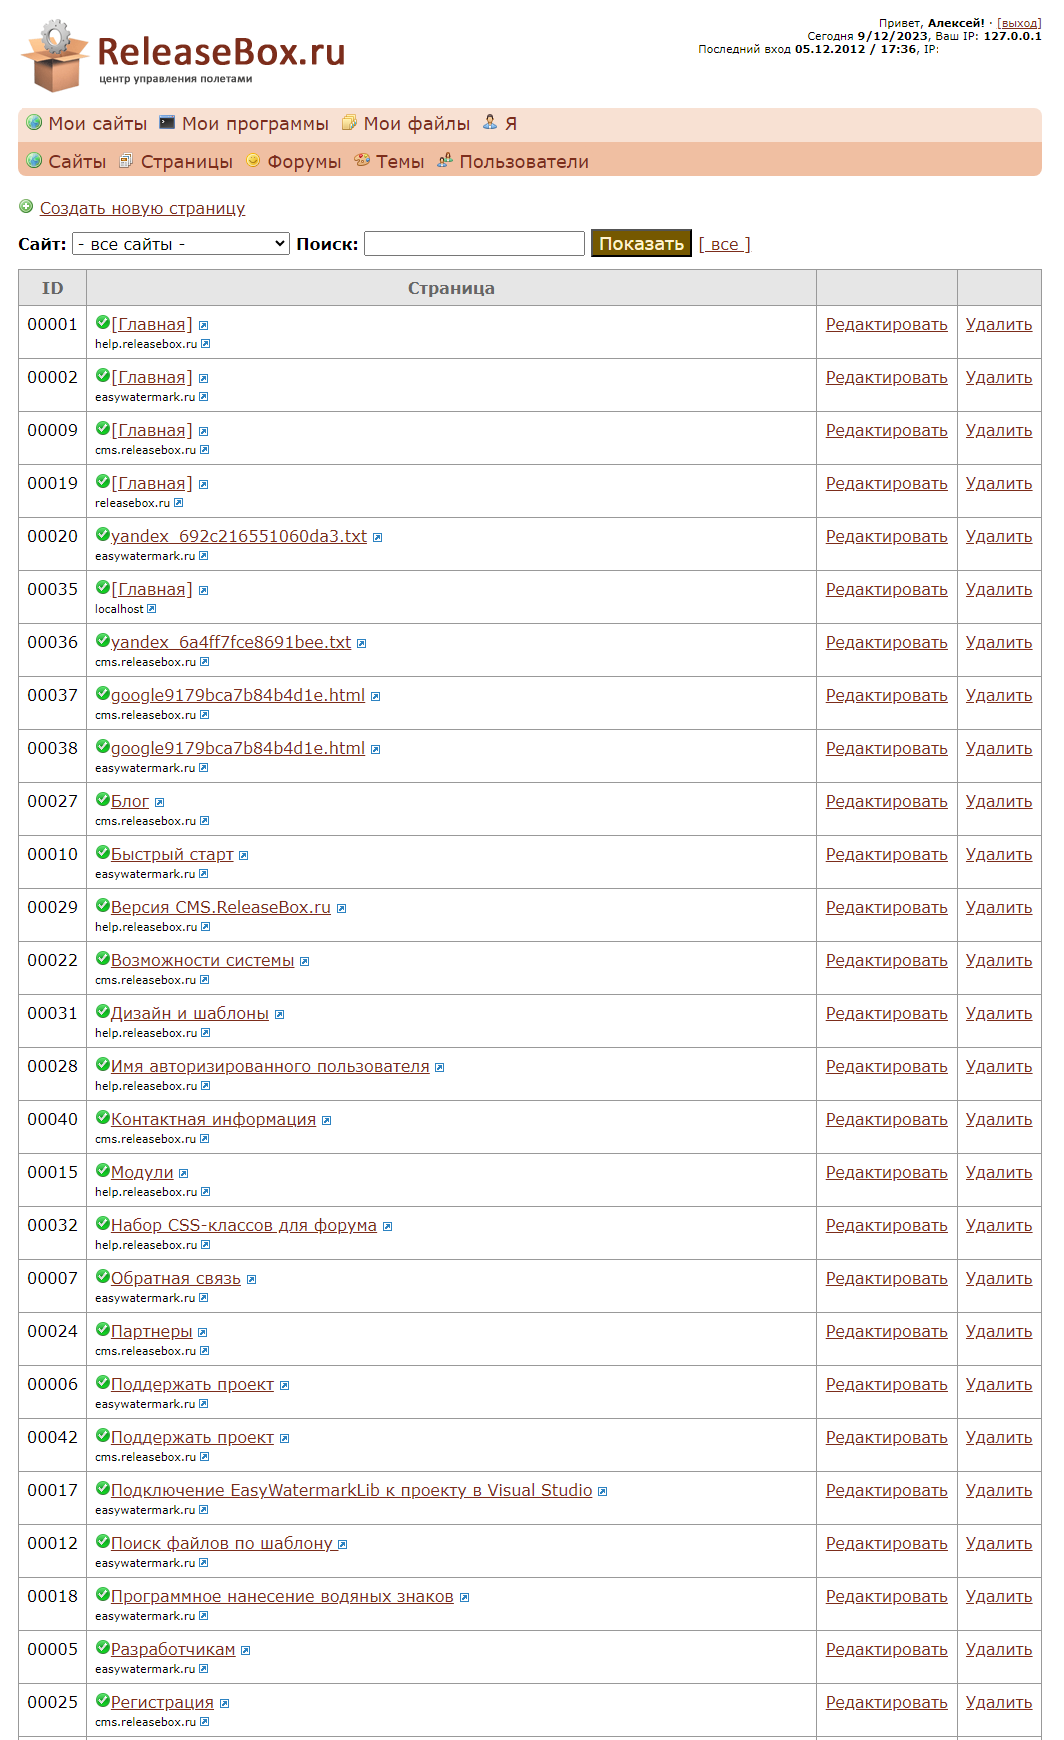 ReleaseBox.ru
центр управления полетами
Привет, Алексей! · [выход]
Сегодня 9/12/2023, Ваш IP: 127.0.0.1
Последний вход 05.12.2012 / 17:36, IP:
Мои сайты Мои программы Мои файлы Я
Сайты Страницы Форумы Темы Пользователи
Создать новую страницу
Сайт: - все сайты - Поиск: Показать [ все ]
ID Страница
00001 [Главная] Редактировать Удалить
help.releasebox.ru
00002 [Главная] Редактировать Удалить
easywatermark.ru
00009 [Главная] Редактировать Удалить
cms.releasebox.ru
00019 [Главная] Редактировать Удалить
releasebox.ru
00020 yandex_692c216551060da3.txt Редактировать Удалить
easywatermark.ru
00035 [Главная] Редактировать Удалить
localhost
00036 yandex_6a4ff7fce8691bee.txt Редактировать Удалить
cms.releasebox.ru
00037 google9179bca7b84b4d1e.html Редактировать Удалить
cms.releasebox.ru
00038 google9179bca7b84b4d1e.html Редактировать Удалить
easywatermark.ru
00027 Блог Редактировать Удалить
cms.releasebox.ru
00010 Быстрый старт Редактировать Удалить
easywatermark.ru
00029 Версия CMS.ReleaseBox.ru Редактировать Удалить
help.releasebox.ru
00022 Возможности системы Редактировать Удалить
cms.releasebox.ru
00031 Дизайн и шаблоны Редактировать Удалить
help.releasebox.ru
00028 Имя авторизированного пользователя Редактировать Удалить
help.releasebox.ru
00040 Контактная информация Редактировать Удалить
cms.releasebox.ru
00015 Модули Редактировать Удалить
help.releasebox.ru
00032 Набор CSS-классов для форума Редактировать Удалить
help.releasebox.ru
00007 Обратная связь Редактировать Удалить
easywatermark.ru
00024 Партнеры Редактировать Удалить
cms.releasebox.ru
00006 Поддержать проект Редактировать Удалить
easywatermark.ru
00042 Поддержать проект Редактировать Удалить
cms.releasebox.ru
00017 Подключение EasyWatermarkLib к проекту в Visual Studio Редактировать Удалить
easywatermark.ru
00012 Поиск файлов по шаблону Редактировать Удалить
easywatermark.ru
00018 Программное нанесение водяных знаков Редактировать Удалить
easywatermark.ru
00005 Разработчикам Редактировать Удалить
easywatermark.ru
00025 Регистрация Редактировать Удалить
cms.releasebox.ru